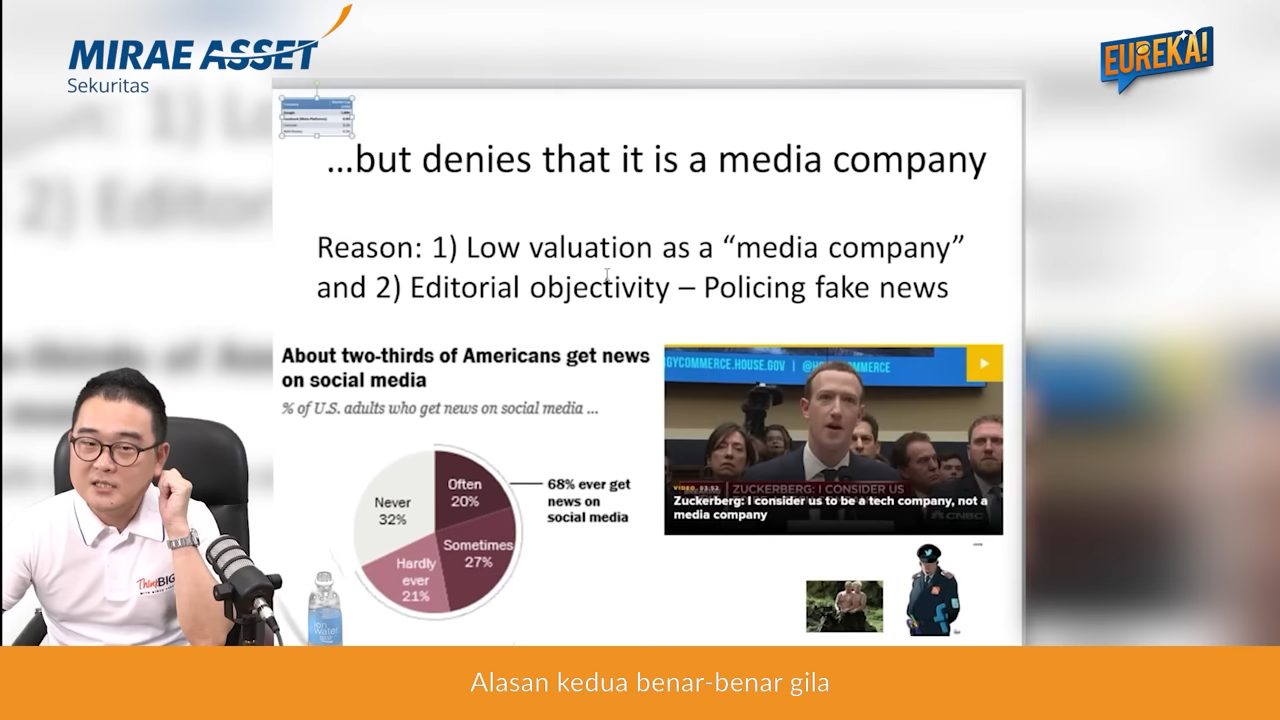 MIRAE ASSET
Sekuritas
EUREKA!
...but denies that it is a media company
Reason: 1) Low valuation as a “media company”
and 2) Editorial objectivity – Policing fake news
About two-thirds of Americans get news
on social media
% of U.S. adults who get news on social media ...
Never
32%
Often
20%
Sometimes
27%
Hardly
ever
21%
68% ever get
news on
social media
GYCOMMERCE.HOUSE.GOV |
ZUCKERBERG: I CONSIDER US
Zuckerberg: I consider us to be a tech company, not a
media company
CNBC
ThinkBIG
Alasan kedua benar-benar gila